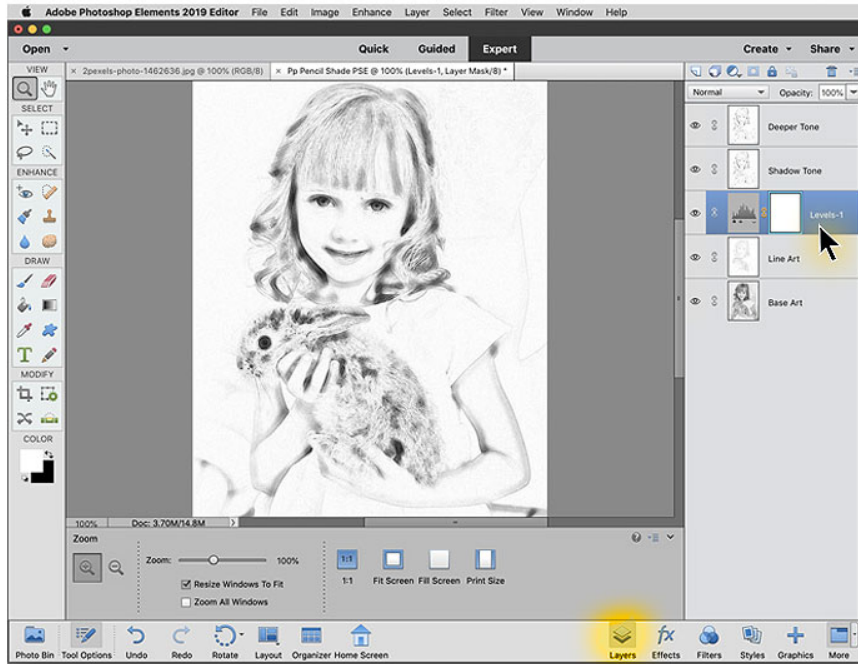 Adobe Photoshop Elements 2019 Editor File Edit Image Enhance Layer Select Filter View Window Help
Open Quick Guided Expert Create Share
VIEW
× 2pexels-photo-1462636.jpg @ 100% (RGB/8) × Pp Pencil Shade PSE @ 100% (Levels-1, Layer Mask/8) *
Normal Opacity: 100%
SELECT
Deeper Tone
ENHANCE
Shadow Tone
Levels-1
DRAW
Line Art
Base Art
T
MODIFY
COLOR
100% Doc: 3.70M/14.8M
Zoom
Zoom: 100% 1:1
1:1 Fit Screen Fill Screen Print Size
Resize Windows To Fit
Zoom All Windows
fx
Photo Bin Tool Options Undo Redo Rotate Layout Organizer Home Screen Layers Effects Filters Styles Graphics More